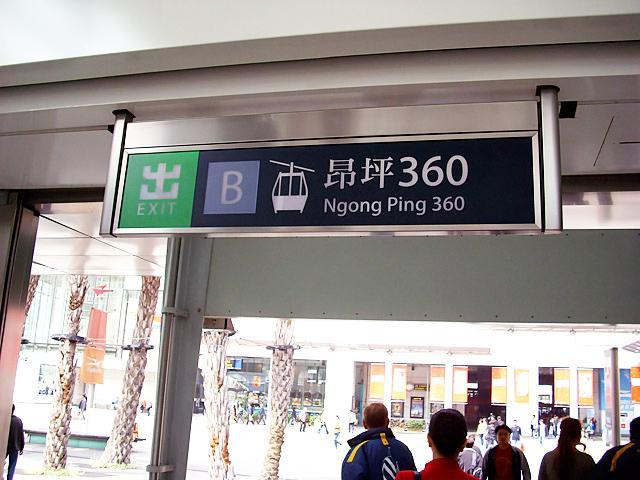 出
EXIT
B
昂坪360
Ngong Ping 360